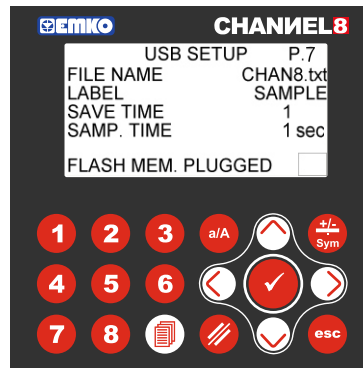 EMKO CHANNEL8
USB SETUP P.7
FILE NAME CHAN8.txt
LABEL SAMPLE
SAVE TIME 1
SAMP. TIME 1 sec
FLASH MEM. PLUGGED
1 2 3 a/A +/- Sym
4 5 6
7 8 esc